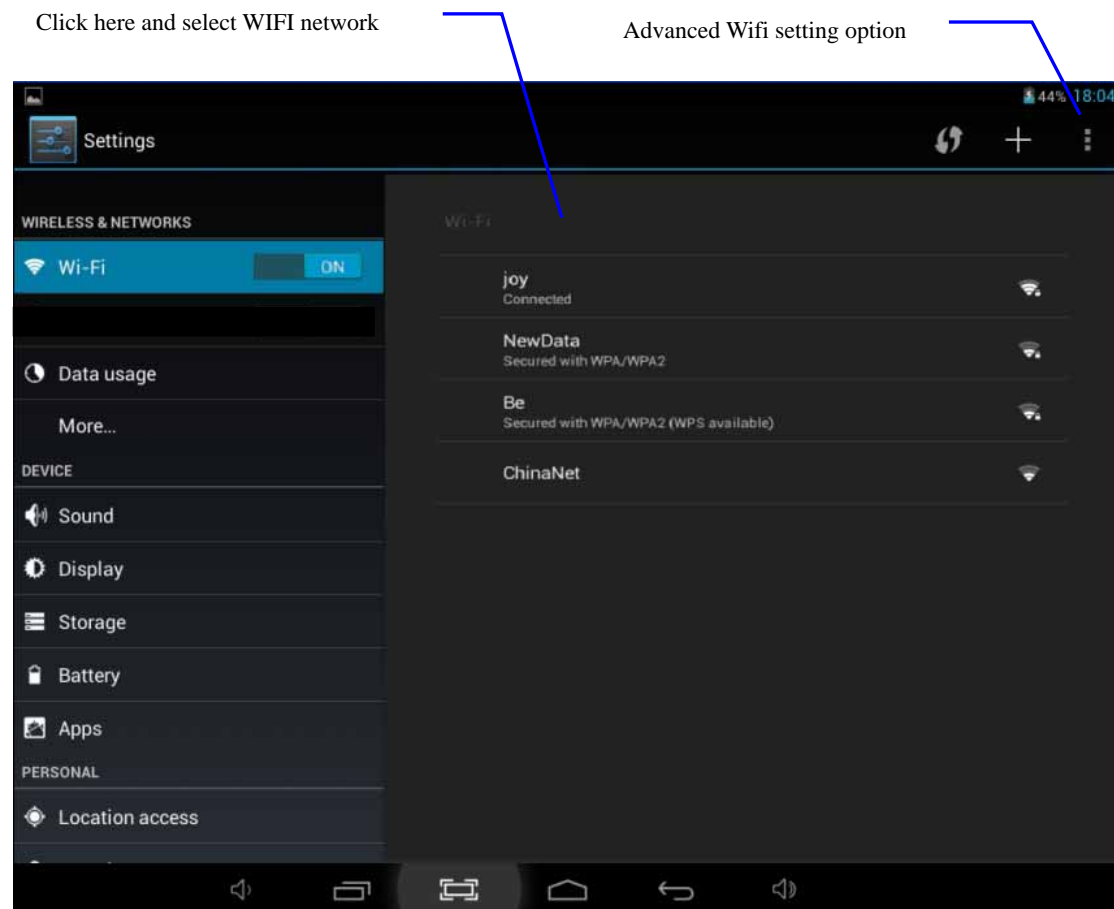 Click here and select WIFI network
Advanced Wifi setting option
44% 18:04
Settings
WIRELESS & NETWORKS
Wi-Fi ON
Data usage
More...
DEVICE
Sound
Display
Storage
Battery
Apps
PERSONAL
Location access
Wi-Fi
joy
Connected
NewData
Secured with WPA/WPA2
Be
Secured with WPA/WPA2 (WPS available)
ChinaNet